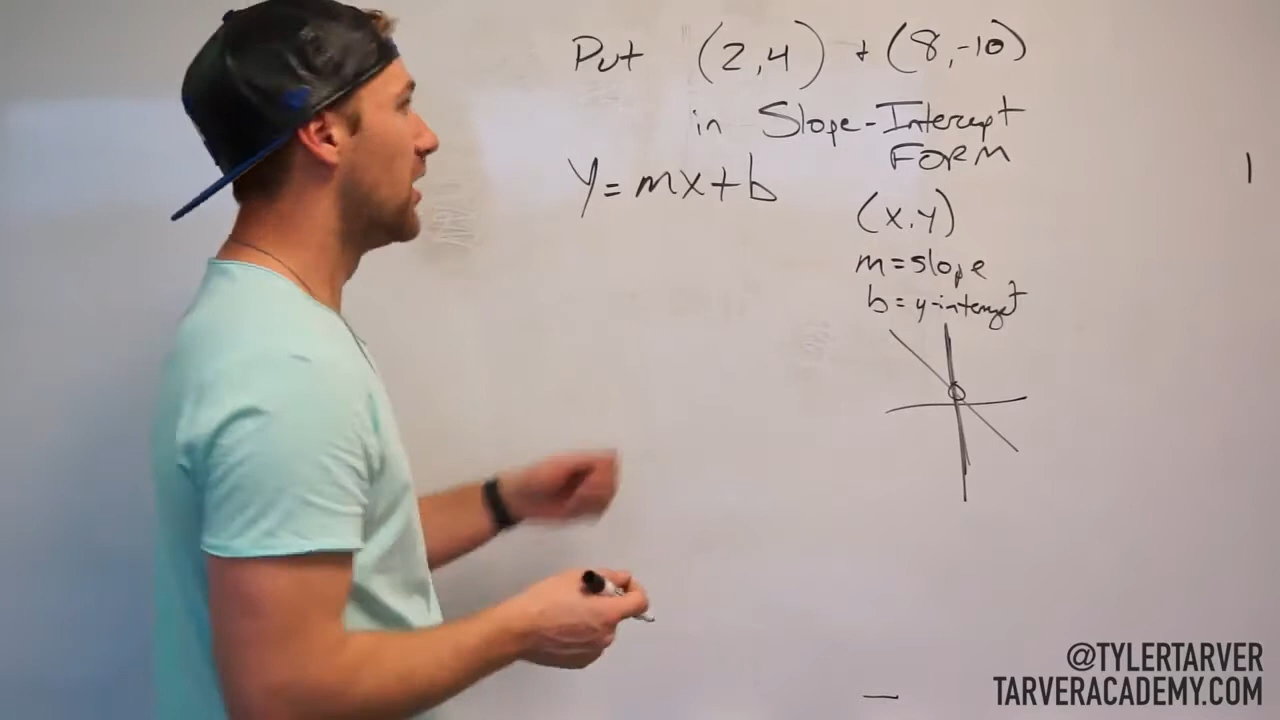 Put (2,4) + (8,-10)
in Slope-Intercept
FORM
y=mx+b
(x,y)
m=slope
b=y-intercept
@TYLERTARVER
TARVERACADEMY.COM